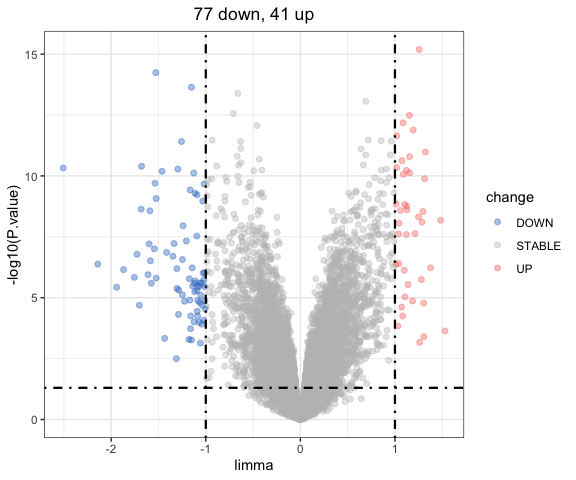 77 down, 41 up
15
10
5
0
-log10(P.value)
-2
-1
0
1
limma
change
DOWN
STABLE
UP